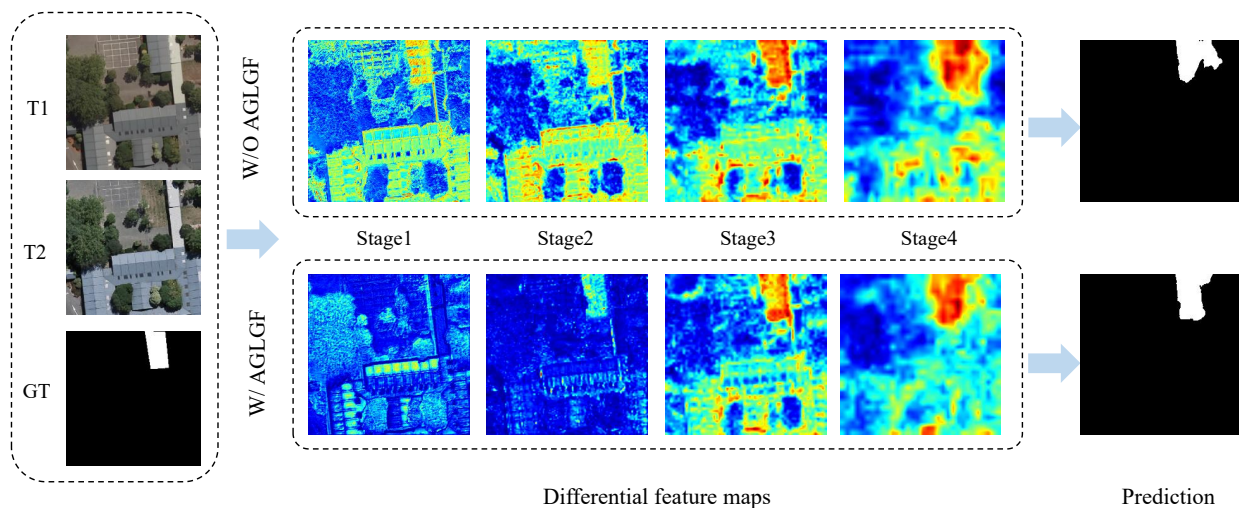 T1
T2
GT
W/O AGLGF
Stage1
Stage2
Stage3
Stage4
W/ AGLGF
Differential feature maps
Prediction